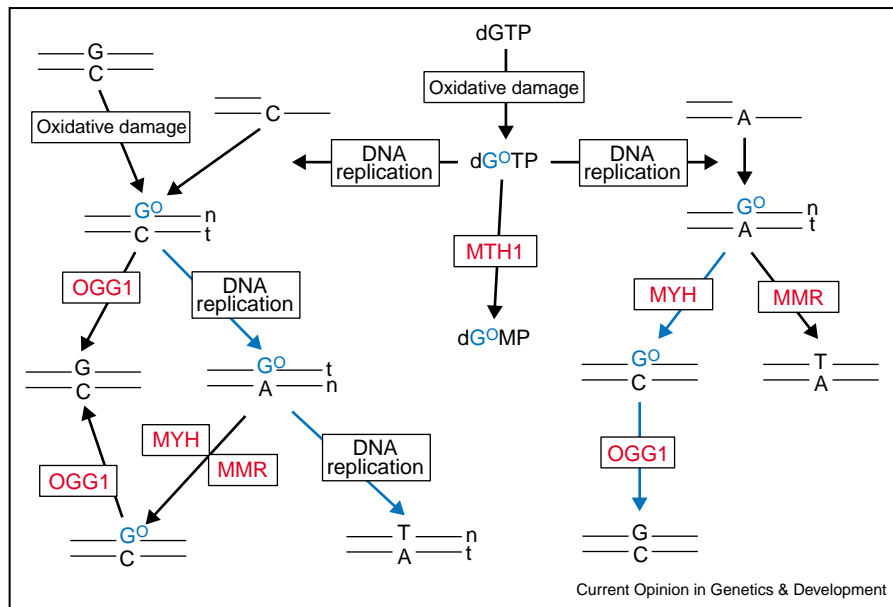 dGTP
Oxidative damage
G
C
Oxidative damage
C
A
DNA
replication
dGOTP
DNA
replication
GO n
C t
GO n
A t
MTH1
OGG1
DNA
replication
MYH
MMR
dGOMP
G
C
GO t
A n
GO
C
T
A
MYH
MMR
DNA
replication
OGG1
OGG1
GO
C
T n
A t
G
C
Current Opinion in Genetics & Development